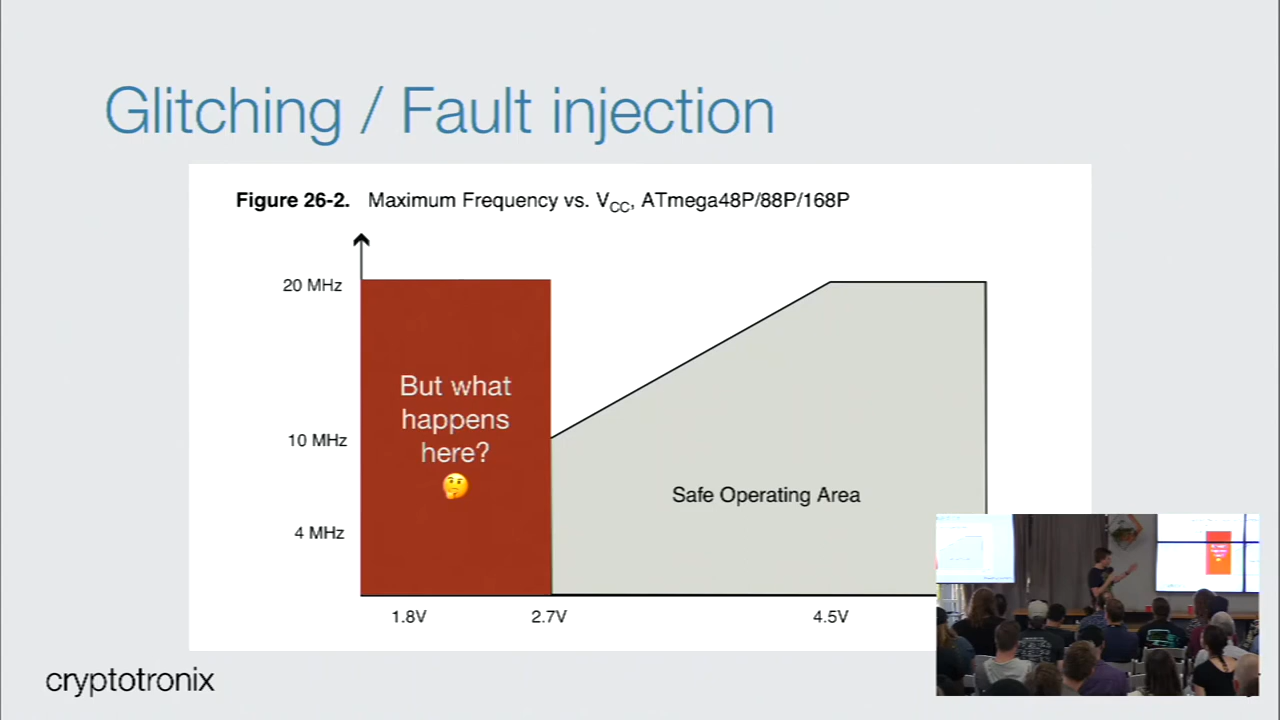 Glitching / Fault injection
Figure 26-2. Maximum Frequency vs. VCC, ATmega48P/88P/168P
20 MHz
But what
happens
here?
🤔
10 MHz
Safe Operating Area
4 MHz
1.8V 2.7V 4.5V
cryptotronix